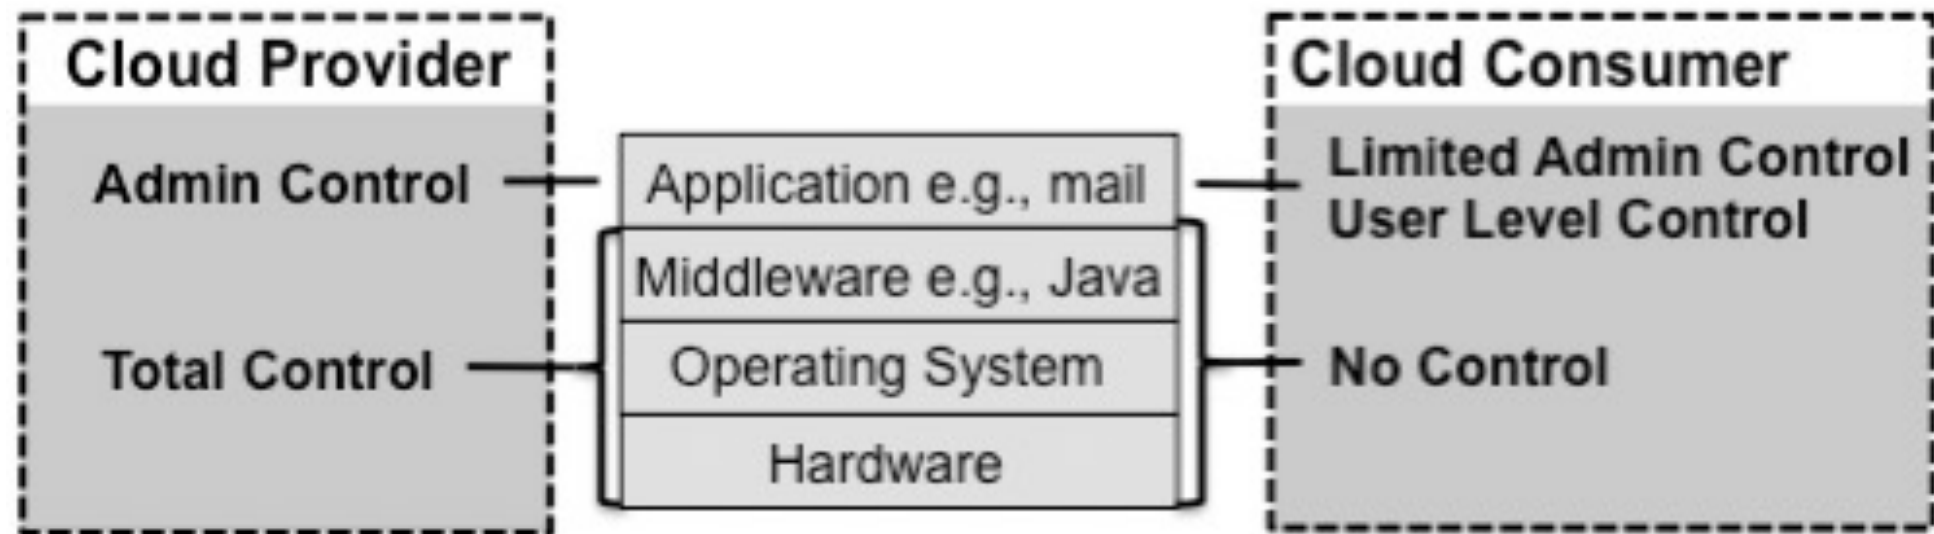 Cloud Provider
Admin Control
Total Control
Application e.g., mail
Middleware e.g., Java
Operating System
Hardware
Cloud Consumer
Limited Admin Control
User Level Control
No Control